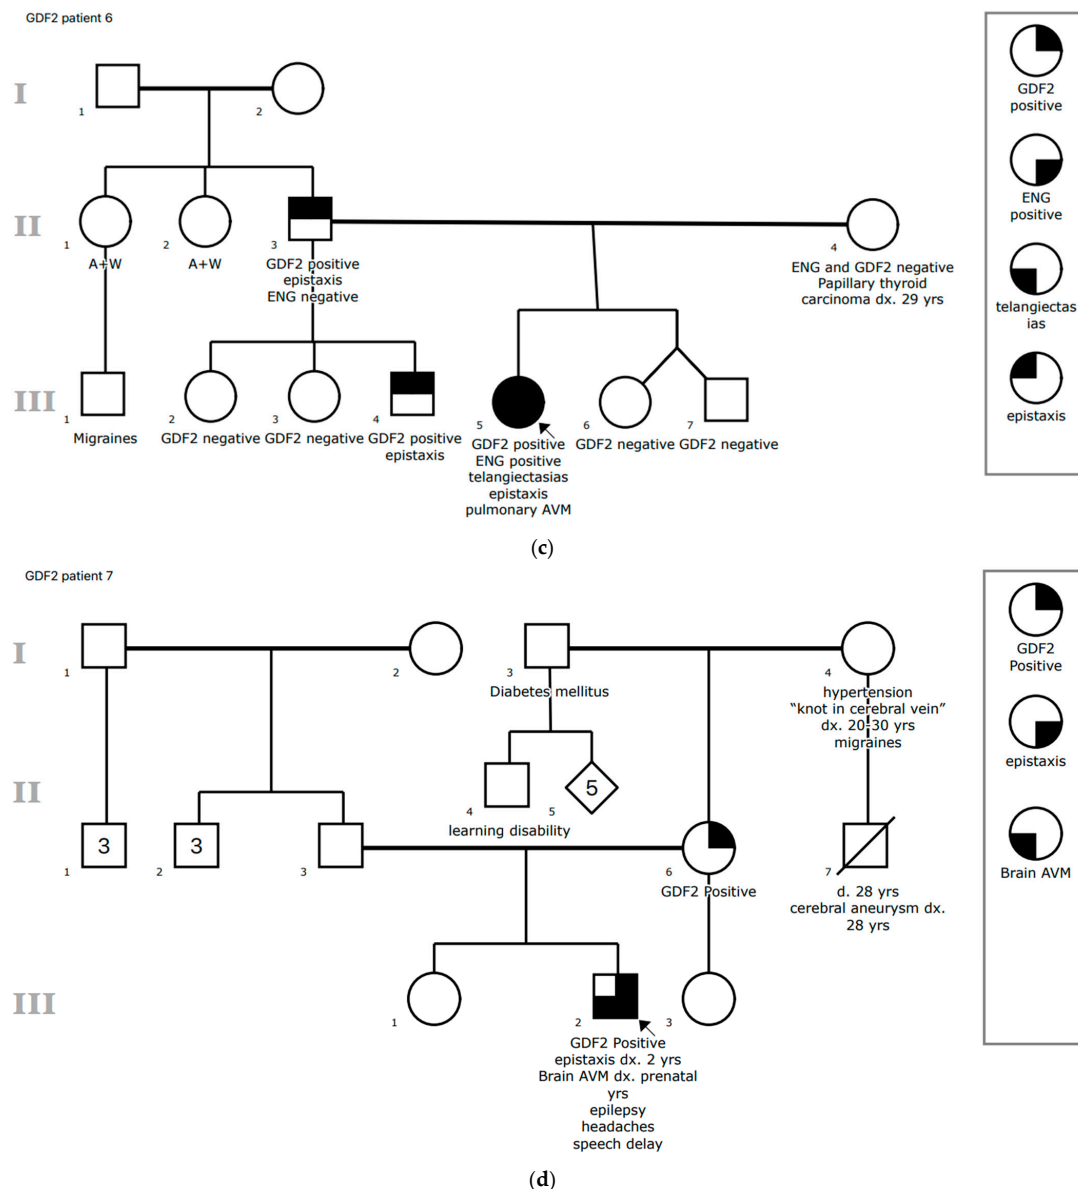 GDF2 patient 6
I
1
2
II
1
A+W
2
A+W
3
GDF2 positive
epistaxis
ENG negative
4
ENG and GDF2 negative
Papillary thyroid
carcinoma dx. 29 yrs
III
1
Migraines
2
GDF2 negative
3
GDF2 negative
4
GDF2 positive
epistaxis
5
GDF2 positive
ENG positive
telangiectasias
epistaxis
pulmonary AVM
6
GDF2 negative
7
GDF2 negative
GDF2
positive
ENG
positive
telangiectas
ias
epistaxis
(c)
GDF2 patient 7
I
1
2
3
Diabetes mellitus
4
hypertension
“knot in cerebral vein”
dx. 20-30 yrs
migraines
II
3
1
3
2
3
4
learning disability
5
5
6
GDF2 Positive
7
d. 28 yrs
cerebral aneurysm dx.
28 yrs
III
1
2
GDF2 Positive
epistaxis dx. 2 yrs
Brain AVM dx. prenatal
yrs
epilepsy
headaches
speech delay
3
GDF2
Positive
epistaxis
Brain AVM
(d)